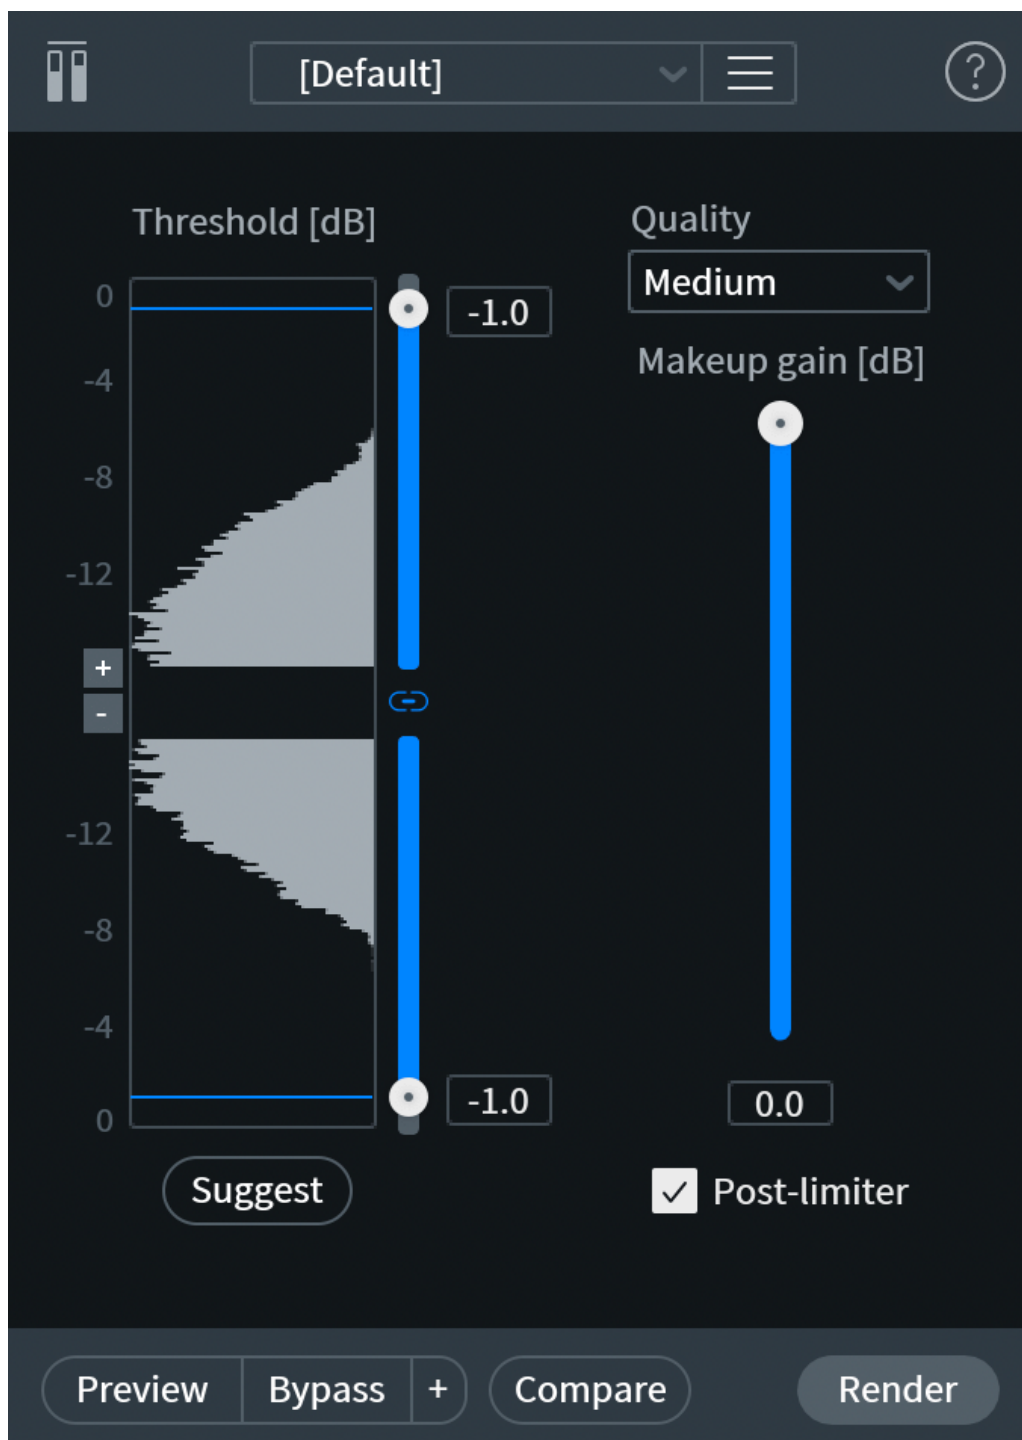 [Default]
?
Threshold [dB]
Quality
Medium
0
-1.0
-4
Makeup gain [dB]
-8
-12
+
-
-12
-8
-4
0
-1.0
0.0
Suggest
Post-limiter
Preview
Bypass
+
Compare
Render